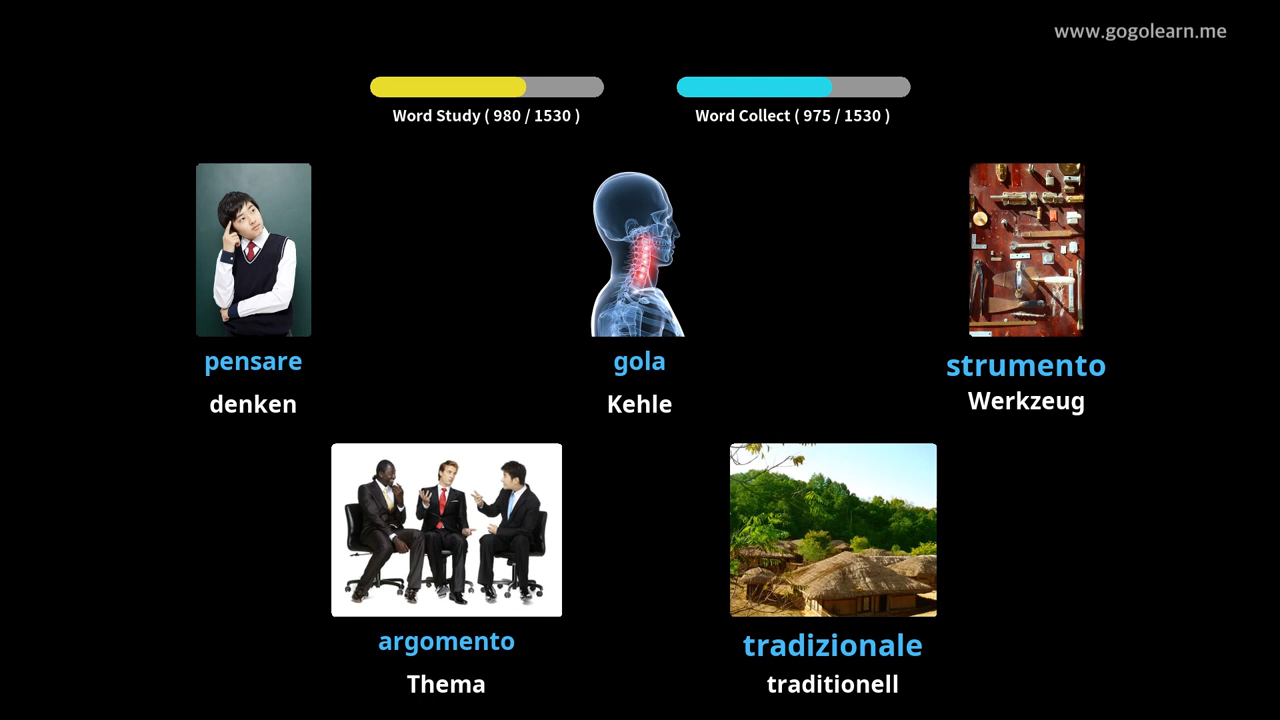 www.gogolearn.me
Word Study ( 980 / 1530 )
Word Collect ( 975 / 1530 )
pensare
denken
gola
Kehle
strumento
Werkzeug
argomento
Thema
tradizionale
traditionell